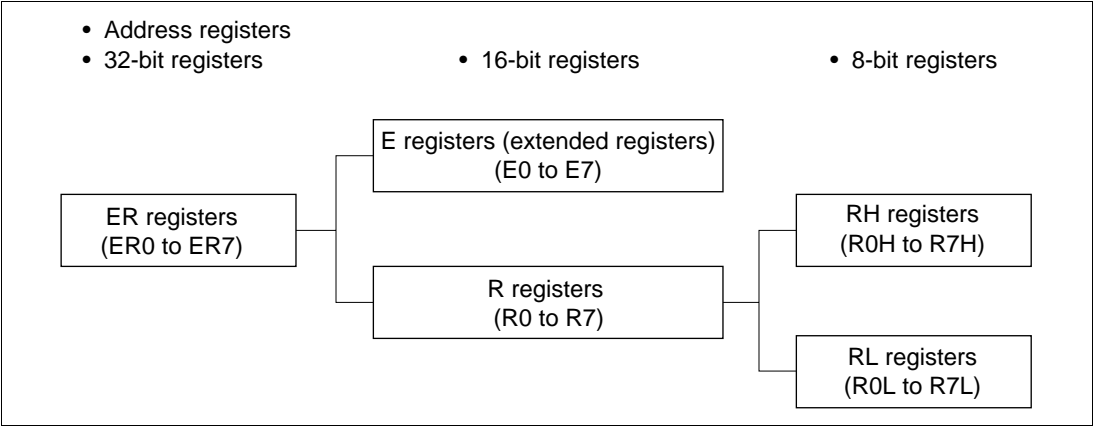 • Address registers
• 32-bit registers
• 16-bit registers
• 8-bit registers
E registers (extended registers)
(E0 to E7)
ER registers
(ER0 to ER7)
RH registers
(R0H to R7H)
R registers
(R0 to R7)
RL registers
(R0L to R7L)